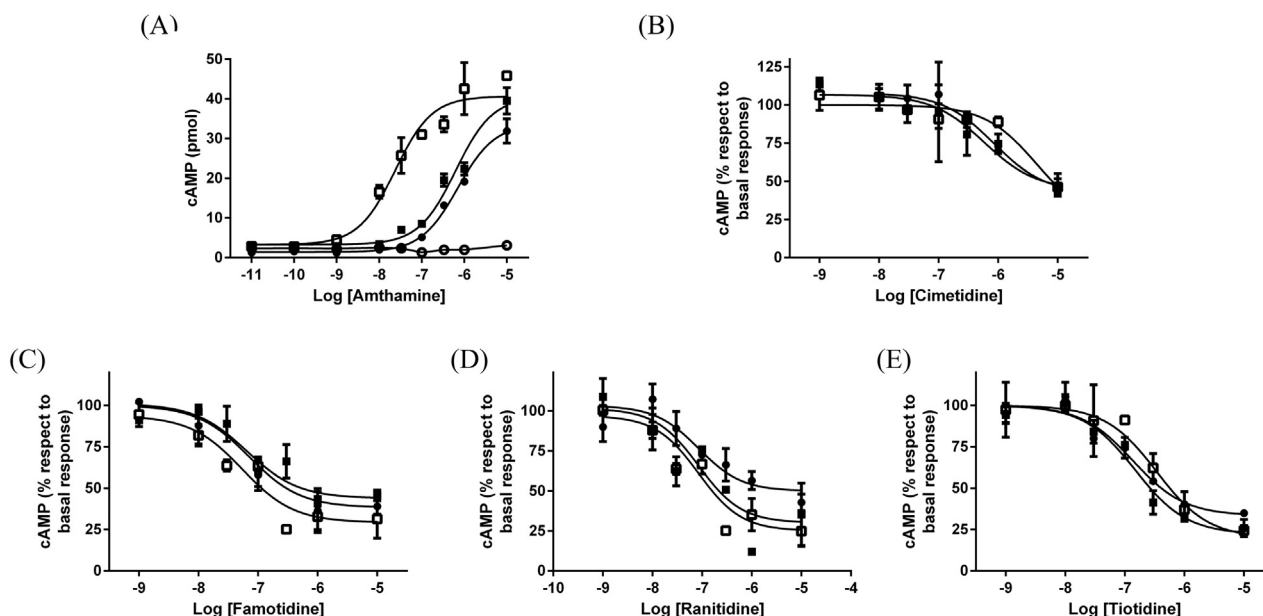 (A)
cAMP (pmol)
50
40
30
20
10
0
-11 -10 -9 -8 -7 -6 -5
Log [Amthamine]
(B)
cAMP (% respect to
basal response)
125
100
75
50
25
0
-9 -8 -7 -6 -5
Log [Cimetidine]
(C)
cAMP (% respect to
basal response)
100
75
50
25
0
-9 -8 -7 -6 -5
Log [Famotidine]
(D)
cAMP (% respect to
basal response)
100
75
50
25
0
-10 -9 -8 -7 -6 -5 -4
Log [Ranitidine]
(E)
cAMP (% respect to
basal response)
100
75
50
25
0
-9 -8 -7 -6 -5
Log [Tiotidine]